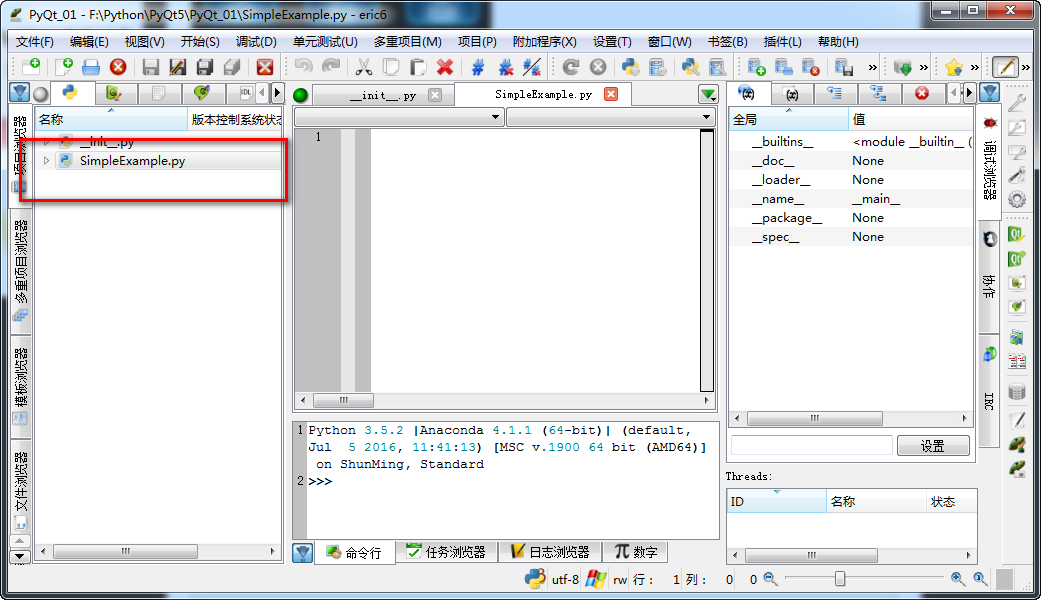 PyQt_01 - F:\Python\PyQt5\PyQt_01\SimpleExample.py - eric6
文件(F) 编辑(E) 视图(V) 开始(S) 调试(D) 单元测试(U) 多重项目(M) 项目(P) 附加程序(X) 设置(T) 窗口(W) 书签(B) 插件(L) 帮助(H)
IDL
__init__.py SimpleExample.py
名称 版本控制系统状态
__init__.py
SimpleExample.py
项目浏览器
多重项目浏览器
模板浏览器
文件浏览器
1
全局 值
__builtins__ <module __builtin__ (
__doc__ None
__loader__ None
__name__ __main__
__package__ None
__spec__ None
设置
调试浏览器
协作
IRC
Threads:
ID 名称 状态
1 Python 3.5.2 |Anaconda 4.1.1 (64-bit)| (default,
Jul  5 2016, 11:41:13) [MSC v.1900 64 bit (AMD64)]
on ShunMing, Standard
2 >>>
命令行 任务浏览器 日志浏览器 数字
utf-8 rw 行: 1 列: 0 0